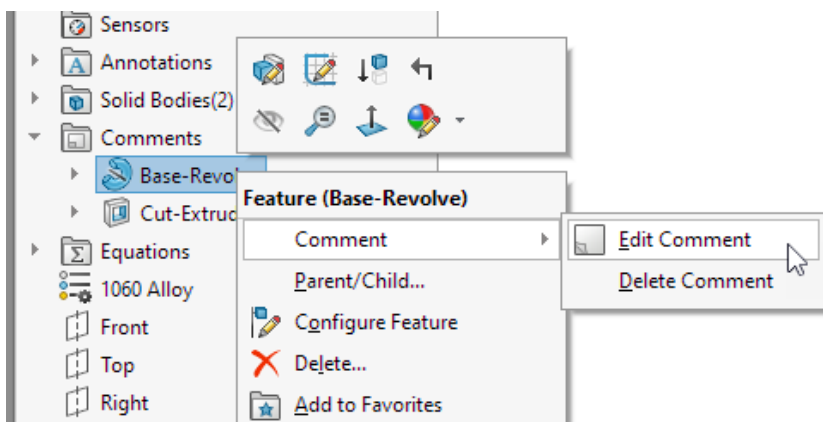 Sensors
Annotations
Solid Bodies(2)
Comments
Base-Revol
Cut-Extrud
Equations
1060 Alloy
Front
Top
Right
Feature (Base-Revolve)
Comment
Parent/Child...
Configure Feature
Delete...
Add to Favorites
Edit Comment
Delete Comment